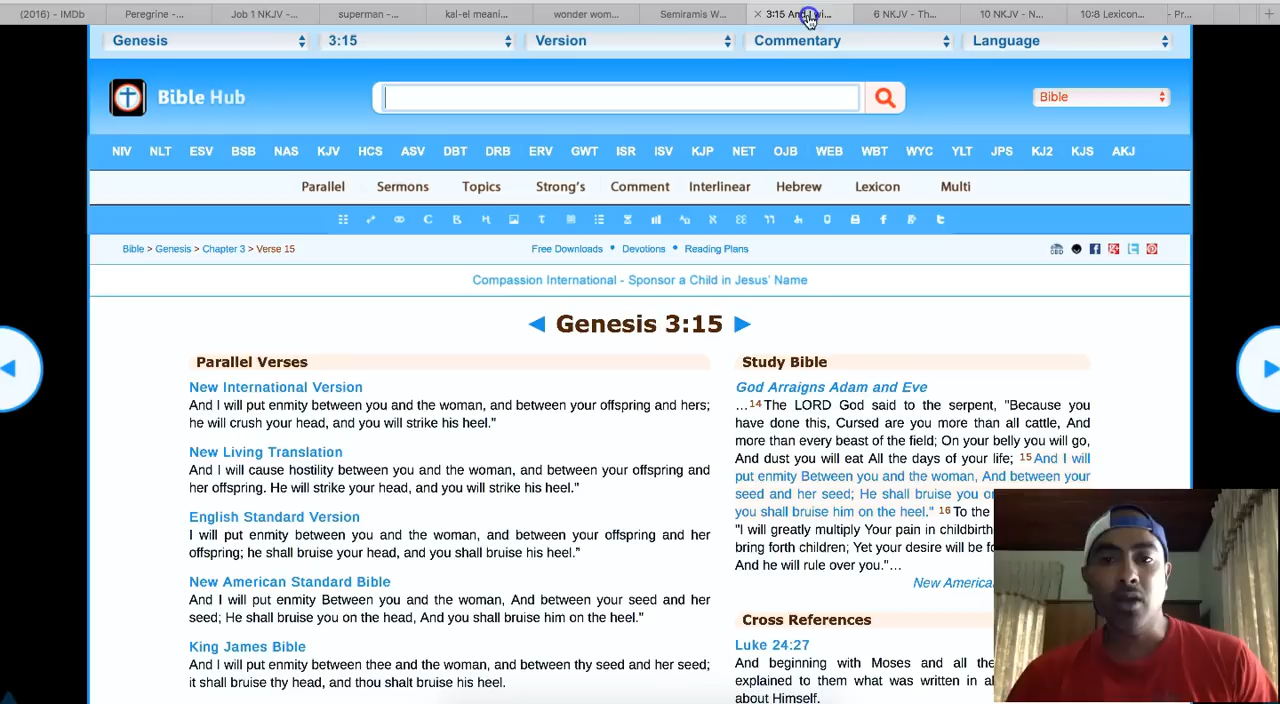 (2016) - IMDb Peregrine -... Job 1 NKJV -... superman -... kal-el meani... wonder wom... Semiramis W... 3:15 And I wi... 6 NKJV - Th... 10 NKJV - N... 10:8 Lexicon... - Pr...
Genesis 3:15 Version Commentary Language
Bible Hub Bible
NIV NLT ESV BSB NAS KJV HCS ASV DBT DRB ERV GWT ISR ISV KJP NET OJB WEB WBT WYC YLT JPS KJ2 KJS AKJ
Parallel Sermons Topics Strong's Comment Interlinear Hebrew Lexicon Multi
Bible > Genesis > Chapter 3 > Verse 15 Free Downloads • Devotions • Reading Plans
Compassion International - Sponsor a Child in Jesus' Name
Genesis 3:15
Parallel Verses
New International Version
And I will put enmity between you and the woman, and between your offspring and hers;
he will crush your head, and you will strike his heel."
New Living Translation
And I will cause hostility between you and the woman, and between your offspring and
her offspring. He will strike your head, and you will strike his heel."
English Standard Version
I will put enmity between you and the woman, and between your offspring and her
offspring; he shall bruise your head, and you shall bruise his heel.”
New American Standard Bible
And I will put enmity Between you and the woman, And between your seed and her
seed; He shall bruise you on the head, And you shall bruise him on the heel."
King James Bible
And I will put enmity between thee and the woman, and between thy seed and her seed;
it shall bruise thy head, and thou shalt bruise his heel.
Study Bible
God Arraigns Adam and Eve
…14The LORD God said to the serpent, "Because you
have done this, Cursed are you more than all cattle, And
more than every beast of the field; On your belly you will go,
And dust you will eat All the days of your life; 15And I will
put enmity Between you and the woman, And between your
seed and her seed; He shall bruise you
you shall bruise him on the heel." 16To the
"I will greatly multiply Your pain in childbirth
bring forth children; Yet your desire will be
And he will rule over you."…
New America
Cross References
Luke 24:27
And beginning with Moses and all the
explained to them what was written in
about Himself.